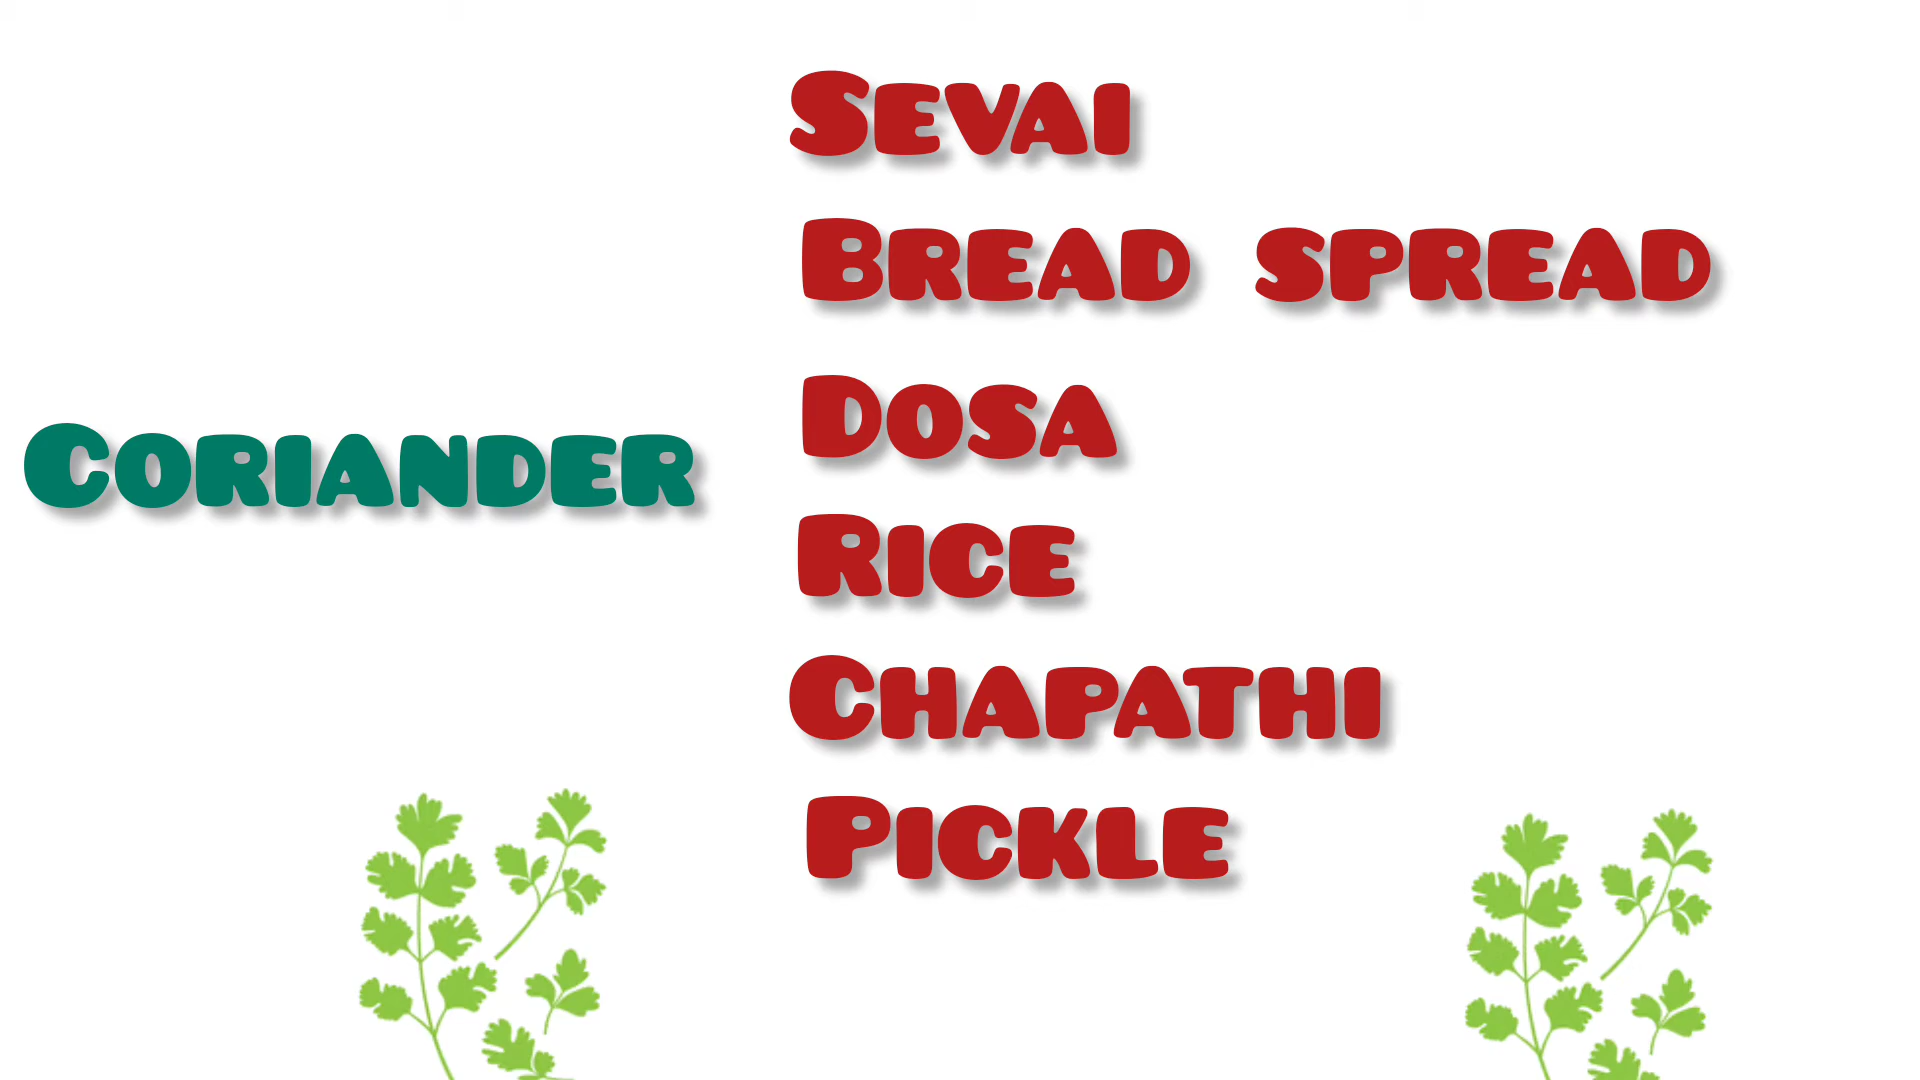 Sevai
Bread spread
Dosa
Coriander
Rice
Chapathi
Pickle